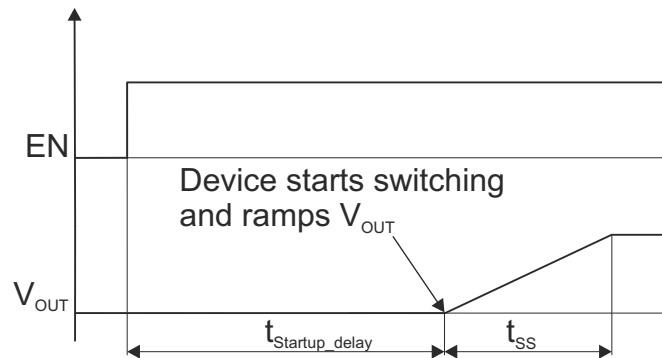 EN
Device starts switching
and ramps VOUT
VOUT
tStartup_delay
tSS